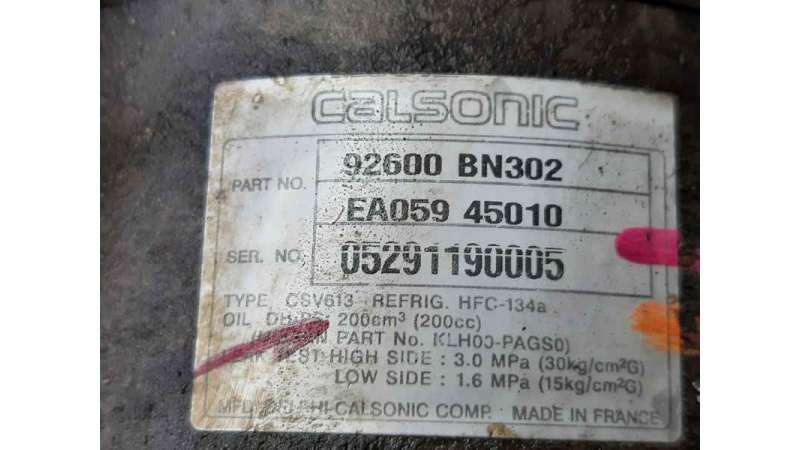 CALSONIC
PART NO. 92600 BN302
EA059 45010
SER. NO. 05291190005
TYPE CSV613 REFRIG. HFC-134a
OIL 200cm³ (200cc)
PART No. KLH00-PAGS0)
TEST HIGH SIDE : 3.0 MPa (30kg/cm²G)
LOW SIDE : 1.6 MPa (15kg/cm²G)
MFD. CALSONIC COMP. MADE IN FRANCE